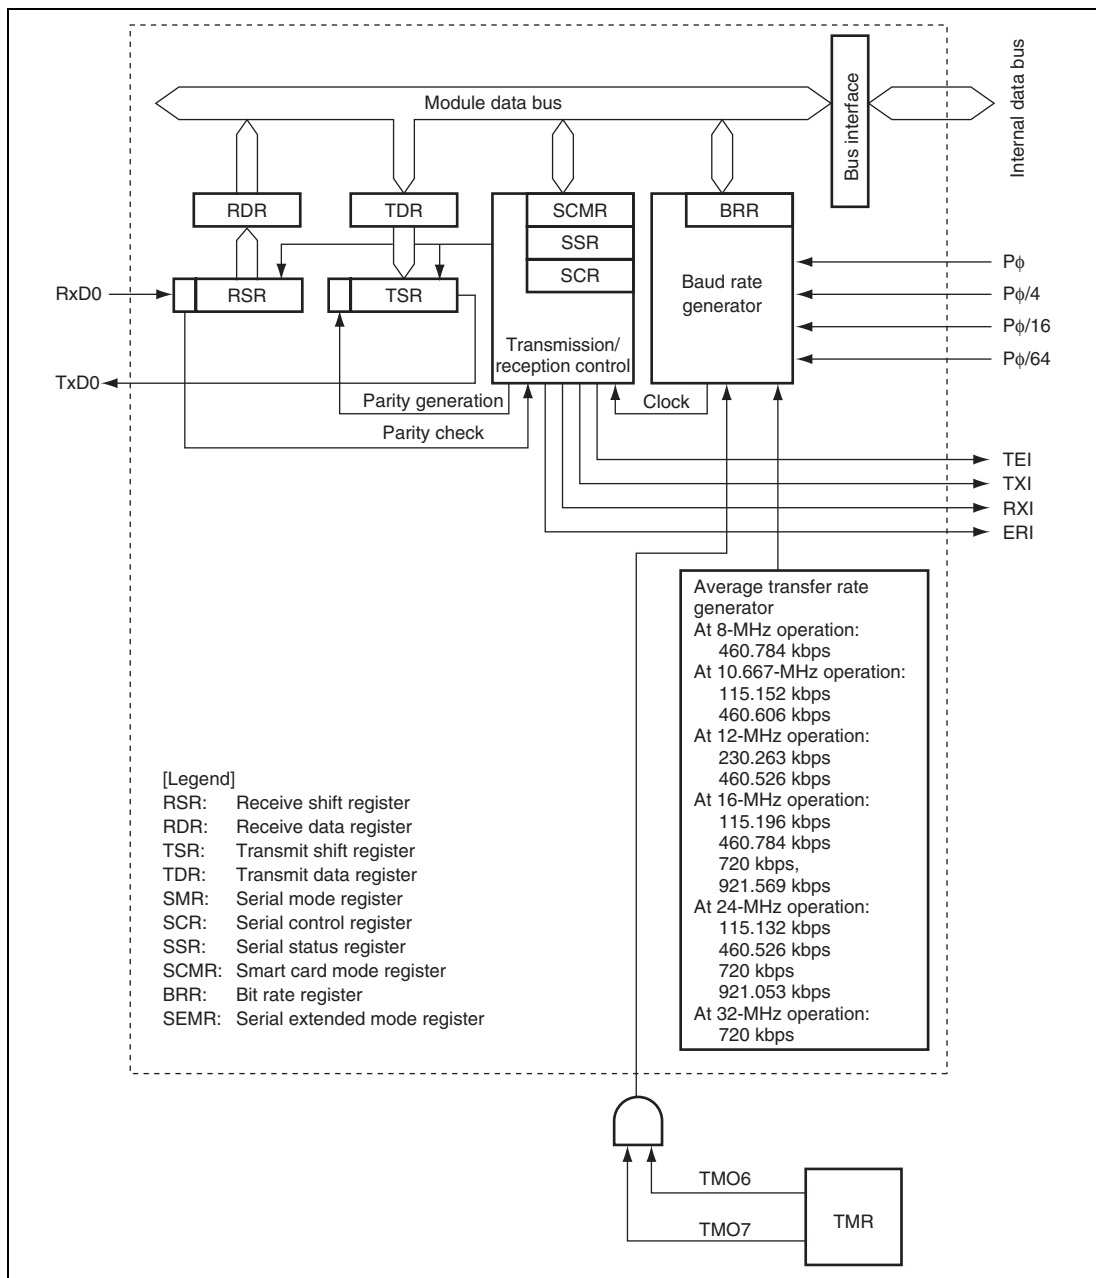 Module data bus
Bus interface
Internal data bus
RDR
TDR
SCMR
BRR
SSR
SCR
RSR
TSR
Baud rate
generator
RxD0
TxD0
Pϕ
Pϕ/4
Pϕ/16
Pϕ/64
Transmission/
reception control
Parity generation
Clock
Parity check
TEI
TXI
RXI
ERI
Average transfer rate
generator
At 8-MHz operation:
460.784 kbps
At 10.667-MHz operation:
115.152 kbps
460.606 kbps
At 12-MHz operation:
230.263 kbps
460.526 kbps
At 16-MHz operation:
115.196 kbps
460.784 kbps
720 kbps,
921.569 kbps
At 24-MHz operation:
115.132 kbps
460.526 kbps
720 kbps
921.053 kbps
At 32-MHz operation:
720 kbps
[Legend]
RSR: Receive shift register
RDR: Receive data register
TSR: Transmit shift register
TDR: Transmit data register
SMR: Serial mode register
SCR: Serial control register
SSR: Serial status register
SCMR: Smart card mode register
BRR: Bit rate register
SEMR: Serial extended mode register
TMO6
TMO7
TMR